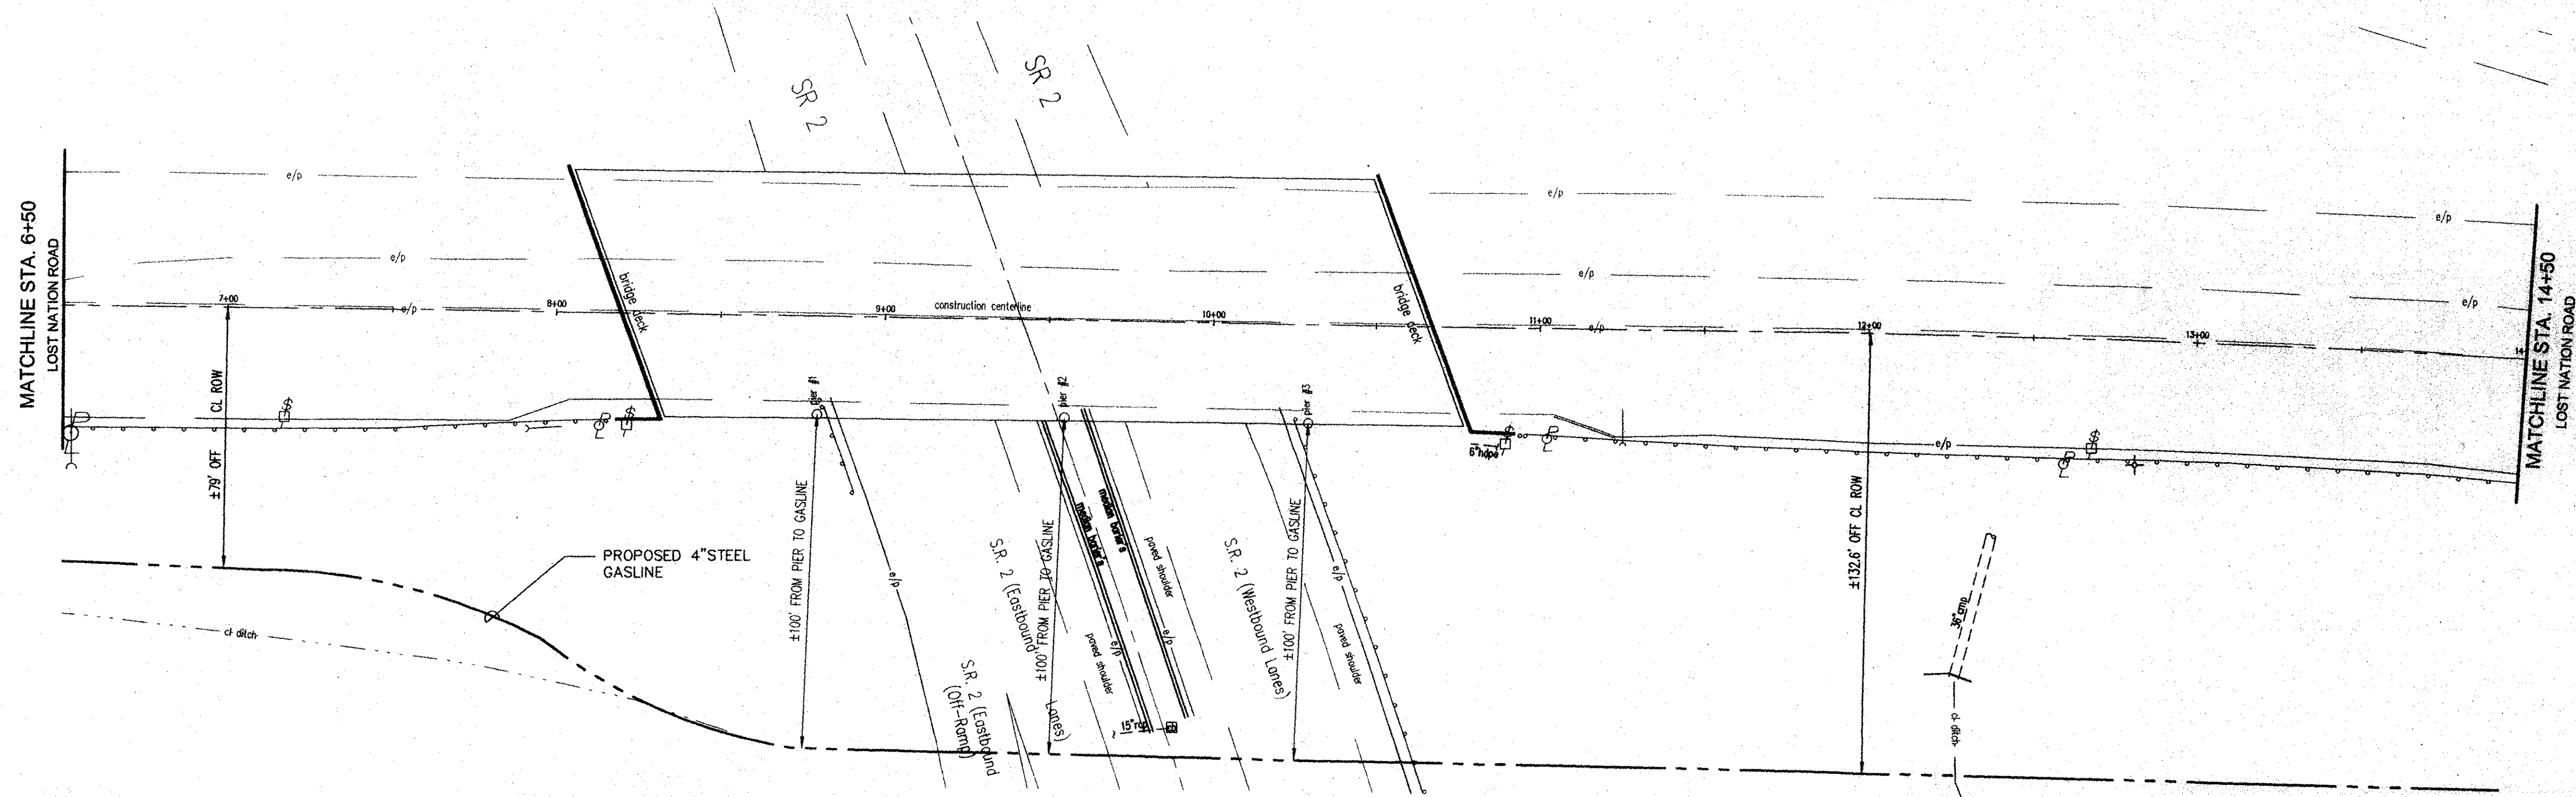 SR 2
SR 2
MATCHLINE STA. 6+50
LOST NATION ROAD
e/p
e/p
7+00
e/p
8+00
bridge deck
9+00
construction centerline
10+00
bridge deck
e/p
e/p
11+00
e/p
12+00
13+00
e/p
e/p
14
MATCHLINE STA. 14+50
LOST NATION ROAD
±79' OFF CL ROW
pier #1
pier #2
pier #3
6"hdpe
e/p
PROPOSED 4"STEEL
GASLINE
cl ditch
±100' FROM PIER TO GASLINE
e/p
S.R. 2 (Eastbound
(Off-Ramp)
S.R. 2 (Eastbound Lanes)
±100' FROM PIER TO GASLINE
median barrier's
median barrier's
e/p
paved shoulder
15"rcp
paved shoulder
e/p
S.R. 2 (Westbound Lanes)
±100' FROM PIER TO GASLINE
e/p
paved shoulder
±132.6' OFF CL ROW
36"cmp
cl ditch